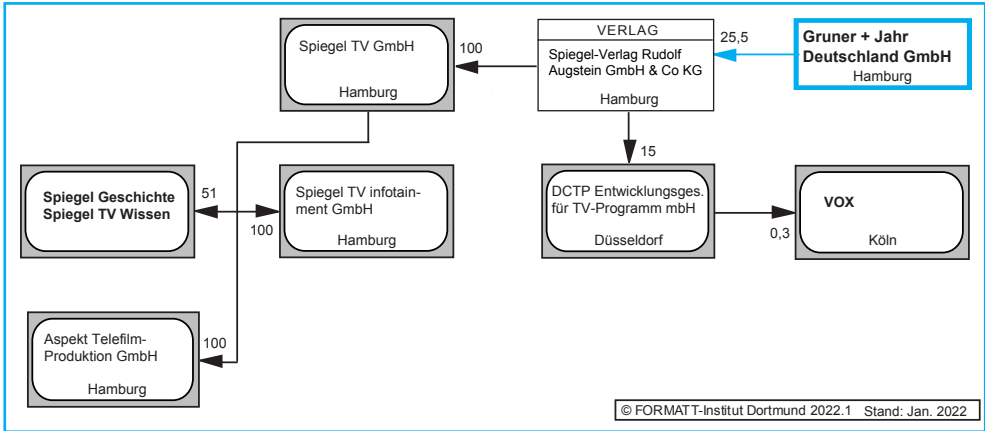 Spiegel TV GmbH
Hamburg
100
VERLAG
Spiegel-Verlag Rudolf
Augstein GmbH & Co KG
Hamburg
25,5
Gruner + Jahr
Deutschland GmbH
Hamburg
15
Spiegel Geschichte
Spiegel TV Wissen
51
100
Spiegel TV infotain-
ment GmbH
Hamburg
DCTP Entwicklungsges.
für TV-Programm mbH
Düsseldorf
0,3
VOX
Köln
Aspekt Telefilm-
Produktion GmbH
Hamburg
100
© FORMATT-Institut Dortmund 2022.1 Stand: Jan. 2022